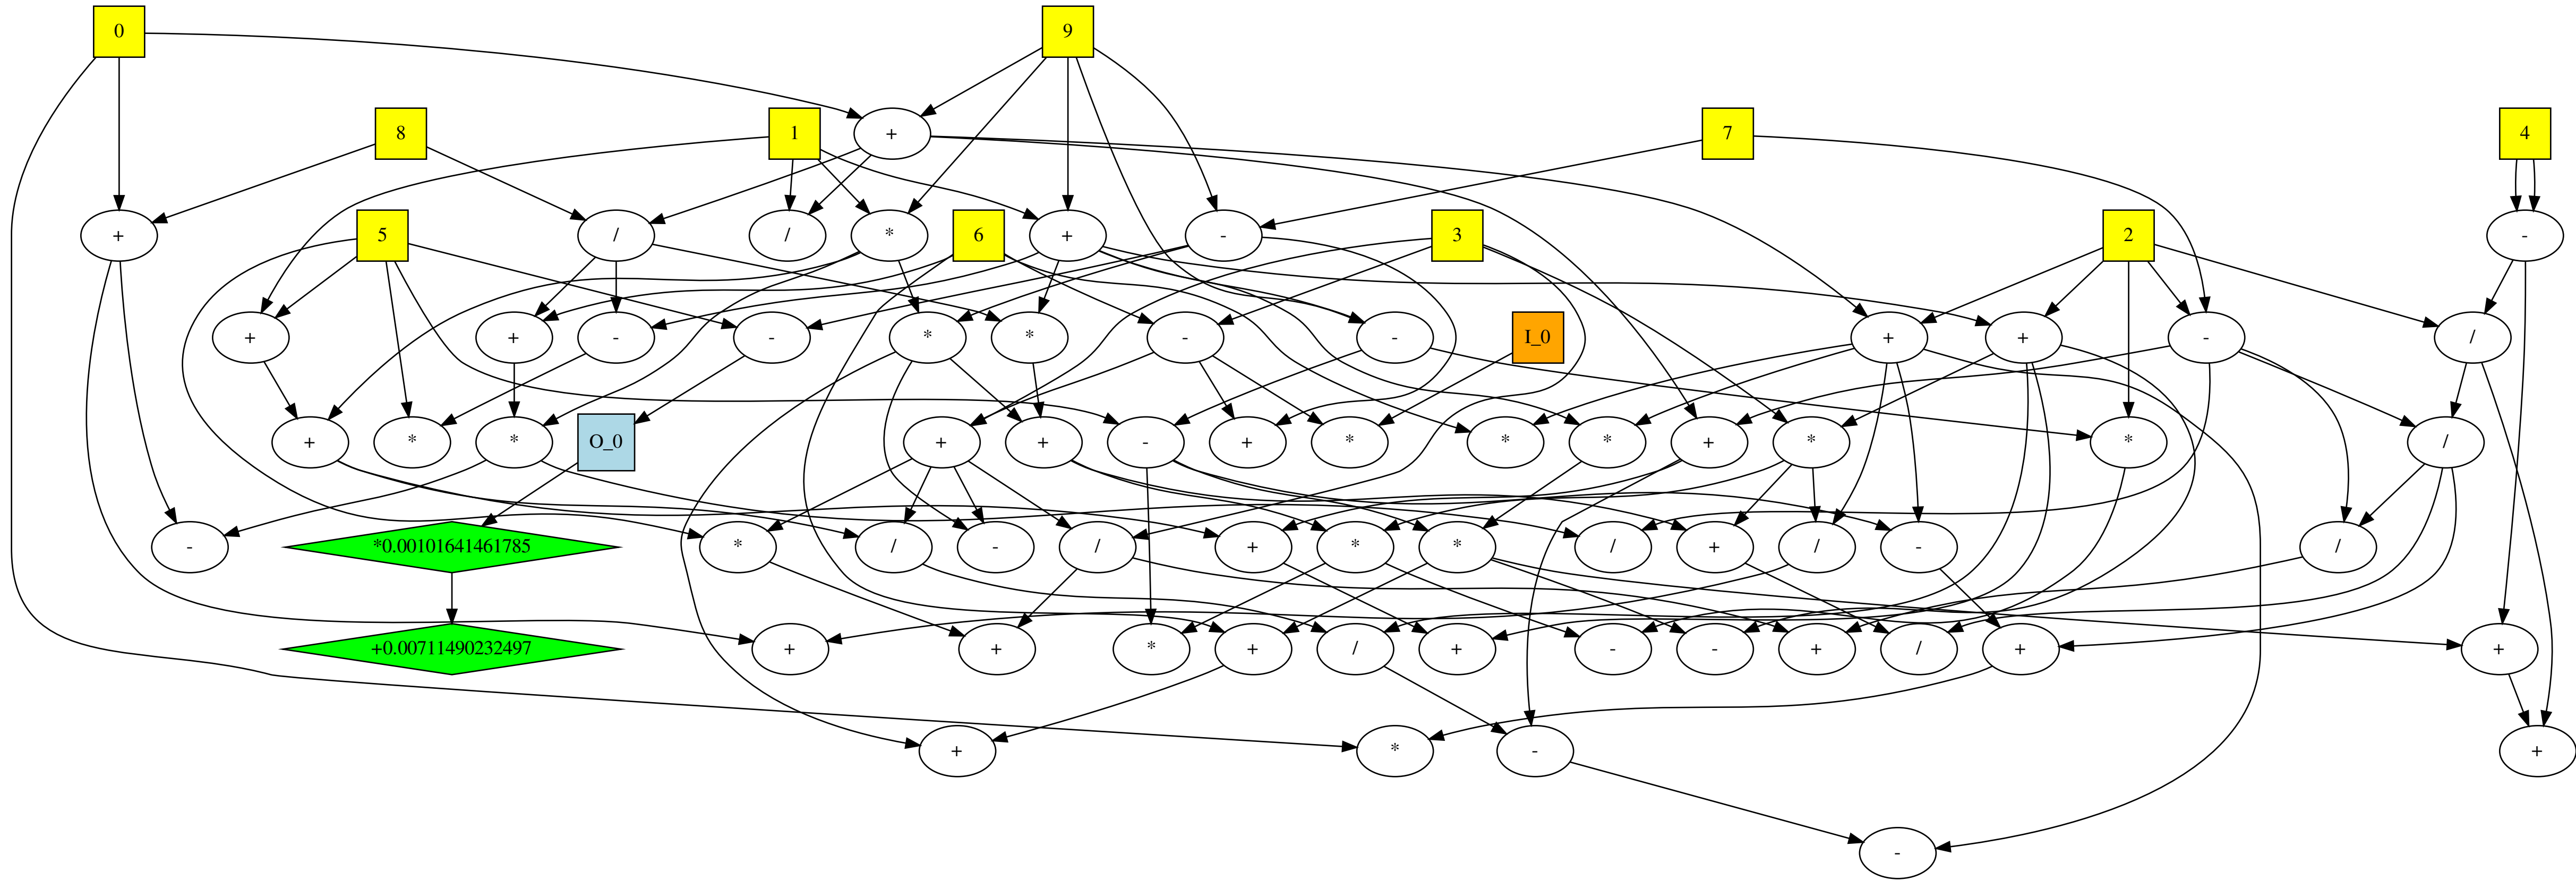 0 9
8 1 + 7 4
+ 5 / / * 6 + - 3 2 -
+ + - - * * - - I_0 + + - /
+ * * O_0 + + - + * * * + * * /
- *0.00101641461785 * / - / + * * / + / - /
+0.00711490232497 + + * + / + - - + / + +
+ * - +
-